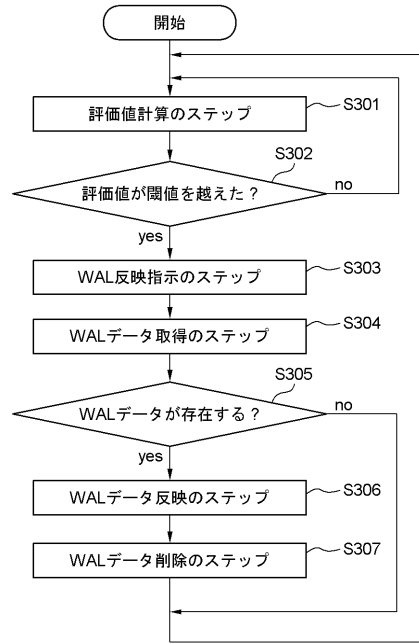 開始
評価値計算のステップ
S301
S302
評価値が閾値を越えた？
no
yes
WAL反映指示のステップ
S303
WALデータ取得のステップ
S304
S305
WALデータが存在する？
no
yes
WALデータ反映のステップ
S306
WALデータ削除のステップ
S307